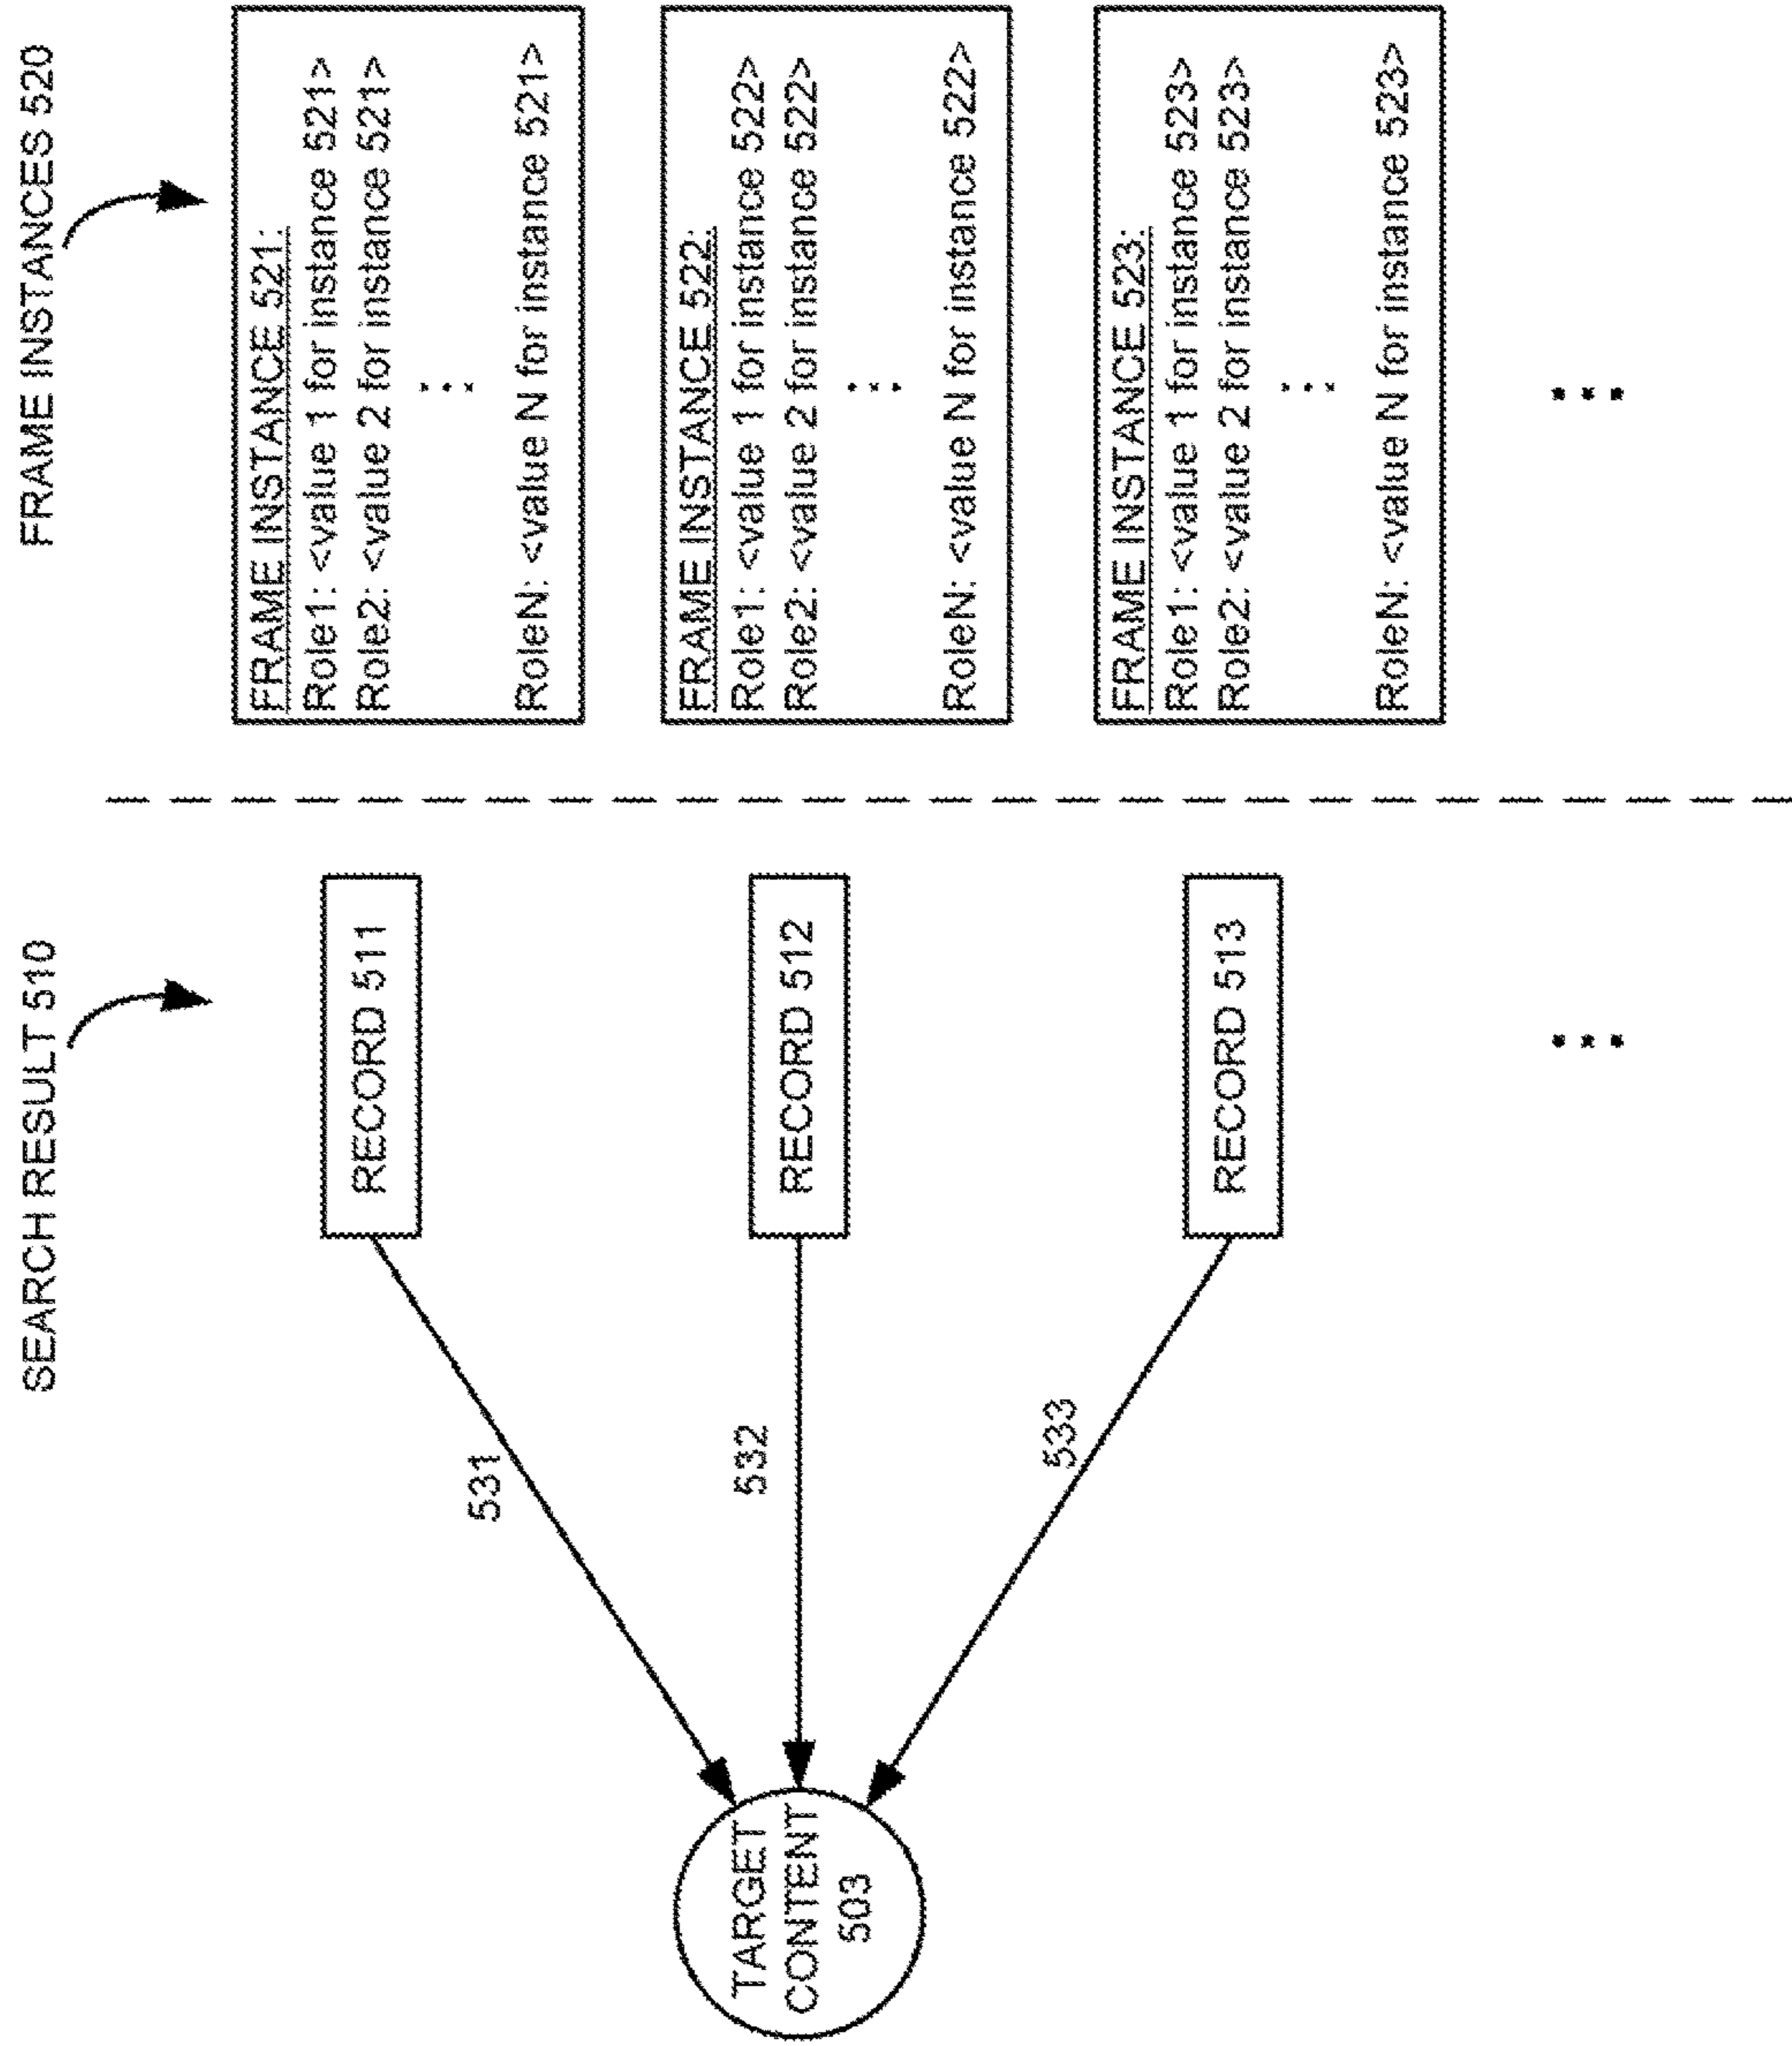 SEARCH RESULT 510
FRAME INSTANCES 520
TARGET
CONTENT
503
531
532
533
RECORD 511
RECORD 512
RECORD 513
...
FRAME INSTANCE 521:
Role1: <value 1 for instance 521>
Role2: <value 2 for instance 521>
...
RoleN: <value N for instance 521>
FRAME INSTANCE 522:
Role1: <value 1 for instance 522>
Role2: <value 2 for instance 522>
...
RoleN: <value N for instance 522>
FRAME INSTANCE 523:
Role1: <value 1 for instance 523>
Role2: <value 2 for instance 523>
...
RoleN: <value N for instance 523>
...